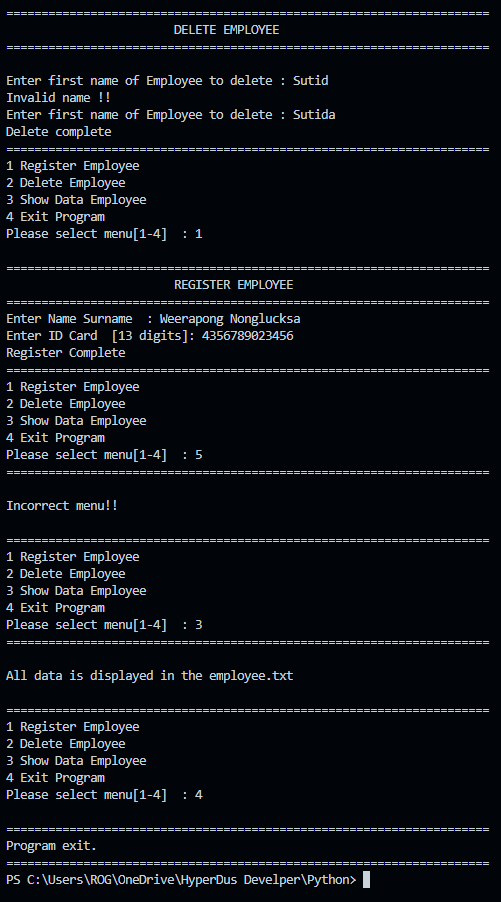 =====================================================================
                        DELETE EMPLOYEE
=====================================================================
Enter first name of Employee to delete : Sutid
Invalid name !!
Enter first name of Employee to delete : Sutida
Delete complete
=====================================================================
1 Register Employee
2 Delete Employee
3 Show Data Employee
4 Exit Program
Please select menu[1-4]  : 1
=====================================================================
                        REGISTER EMPLOYEE
=====================================================================
Enter Name Surname  : Weerapong Nonglucksa
Enter ID Card  [13 digits]: 4356789023456
Register Complete
=====================================================================
1 Register Employee
2 Delete Employee
3 Show Data Employee
4 Exit Program
Please select menu[1-4]  : 5
=====================================================================
Incorrect menu!!
=====================================================================
1 Register Employee
2 Delete Employee
3 Show Data Employee
4 Exit Program
Please select menu[1-4]  : 3
=====================================================================
All data is displayed in the employee.txt
=====================================================================
1 Register Employee
2 Delete Employee
3 Show Data Employee
4 Exit Program
Please select menu[1-4]  : 4
=====================================================================
Program exit.
=====================================================================
PS C:\Users\ROG\OneDrive\HyperDus Develper\Python>